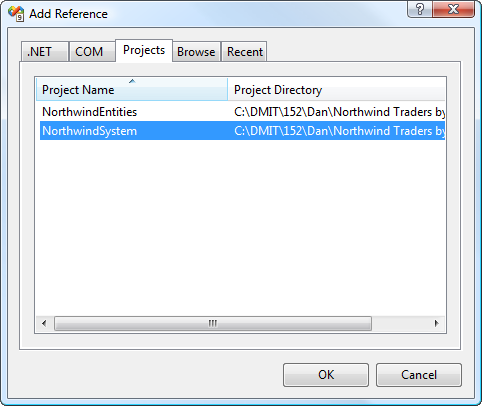 Add Reference
.NET COM Projects Browse Recent
Project Name Project Directory
NorthwindEntities C:\DMIT\152\Dan\Northwind Traders by
NorthwindSystem C:\DMIT\152\Dan\Northwind Traders by
OK Cancel